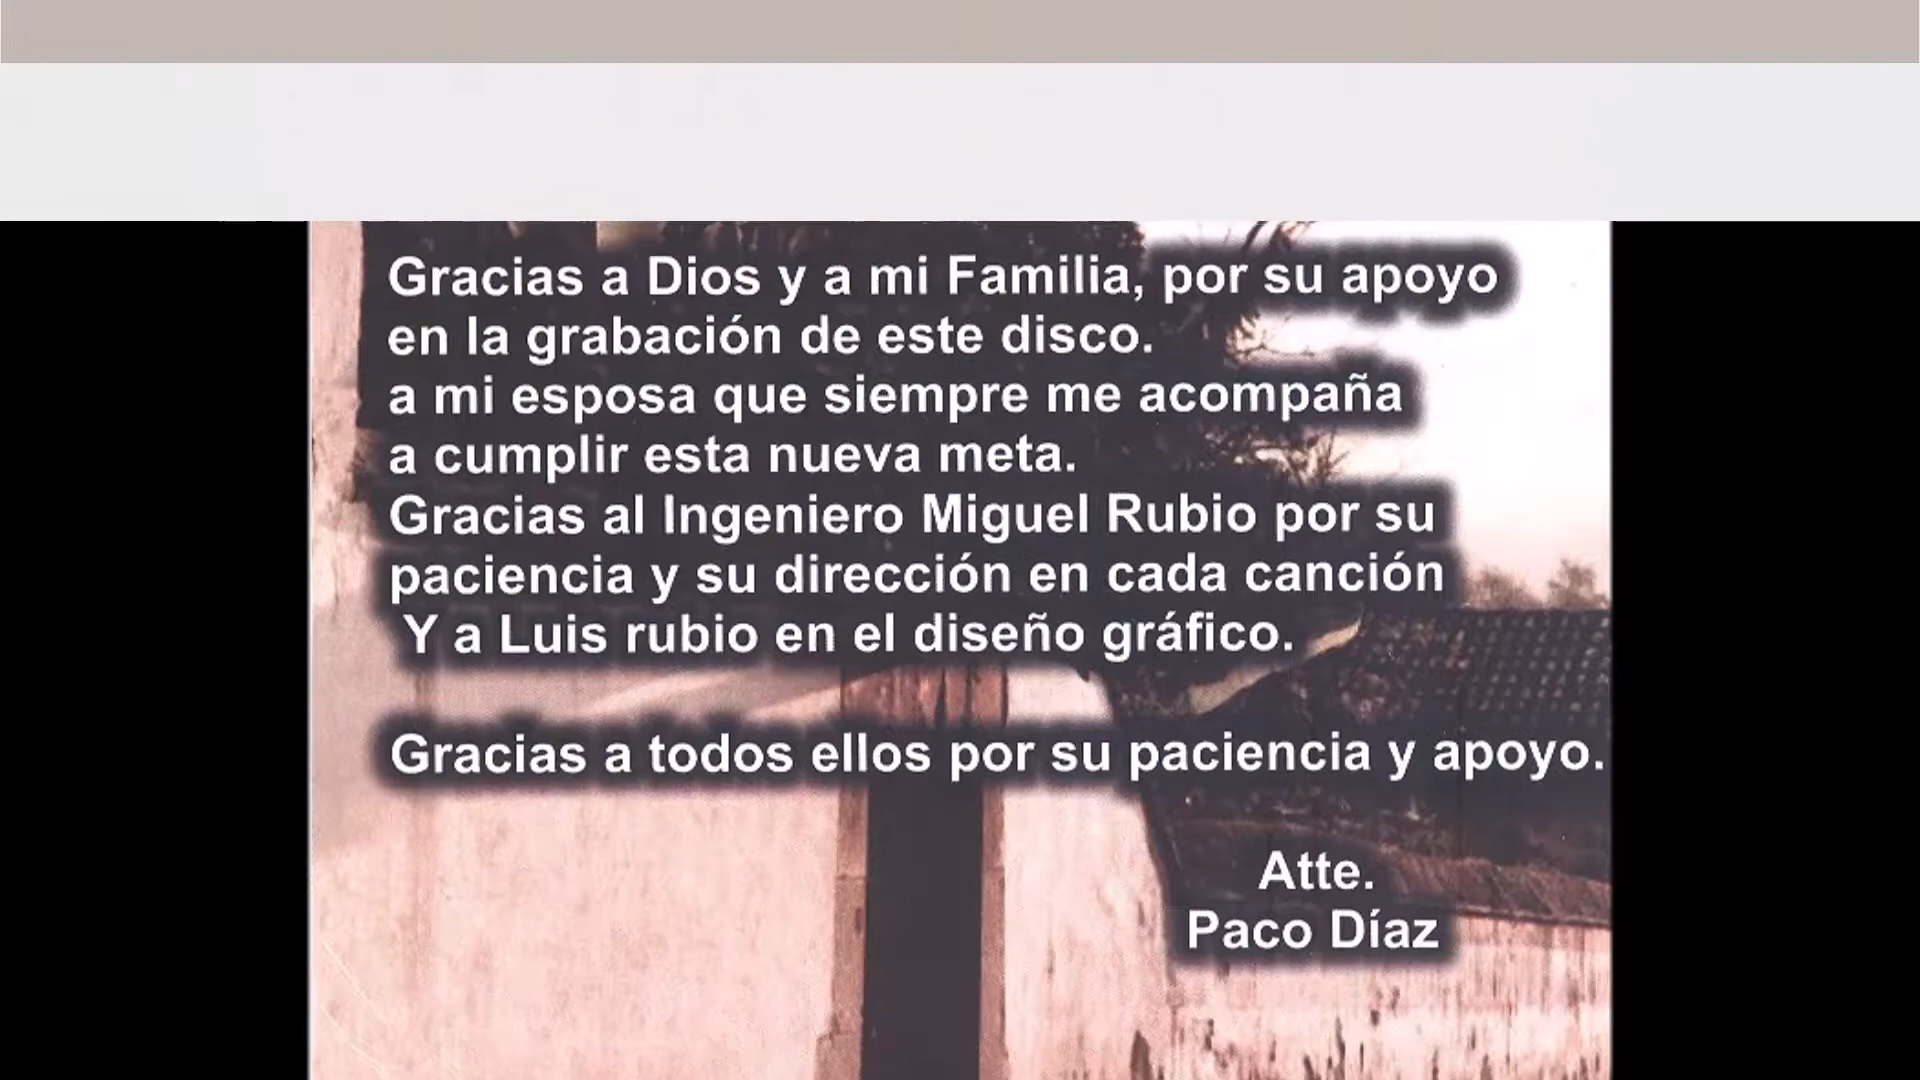 Gracias a Dios y a mi Familia, por su apoyo
en la grabación de este disco.
a mi esposa que siempre me acompaña
a cumplir esta nueva meta.
Gracias al Ingeniero Miguel Rubio por su
paciencia y su dirección en cada canción
Y a Luis rubio en el diseño gráfico.
Gracias a todos ellos por su paciencia y apoyo.
Atte.
Paco Díaz